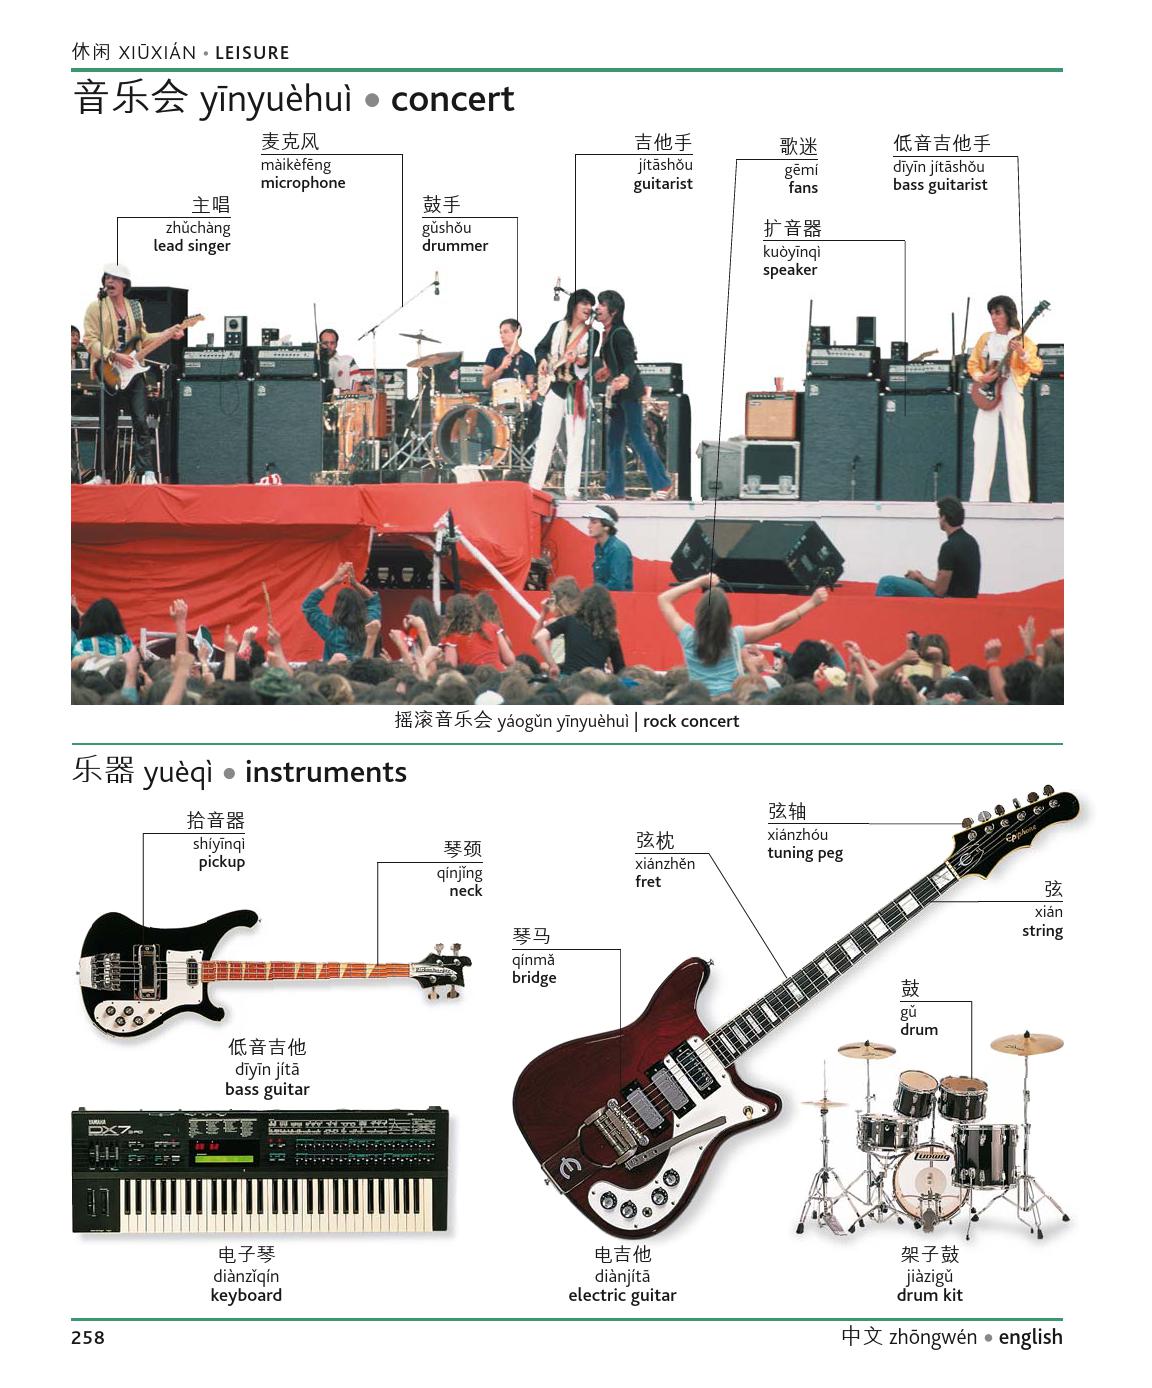 休闲 XIŪXIÁN • LEISURE
音乐会 yīnyuèhuì • concert
麦克风
màikèfēng
microphone
吉他手
jítāshǒu
guitarist
歌迷
gēmí
fans
低音吉他手
dīyīn jítāshǒu
bass guitarist
主唱
zhǔchàng
lead singer
鼓手
gǔshǒu
drummer
扩音器
kuòyīnqì
speaker
摇滚音乐会 yáogǔn yīnyuèhuì | rock concert
乐器 yuèqì • instruments
拾音器
shíyīnqì
pickup
琴颈
qínjǐng
neck
弦枕
xiánzhěn
fret
弦轴
xiánzhóu
tuning peg
Epiphone
弦
xián
string
琴马
qínmǎ
bridge
鼓
gǔ
drum
低音吉他
dīyīn jítā
bass guitar
YAMAHA
DX7
Ludwig
电子琴
diànzǐqín
keyboard
电吉他
diànjítā
electric guitar
架子鼓
jiàzigǔ
drum kit
258
中文 zhōngwén • english